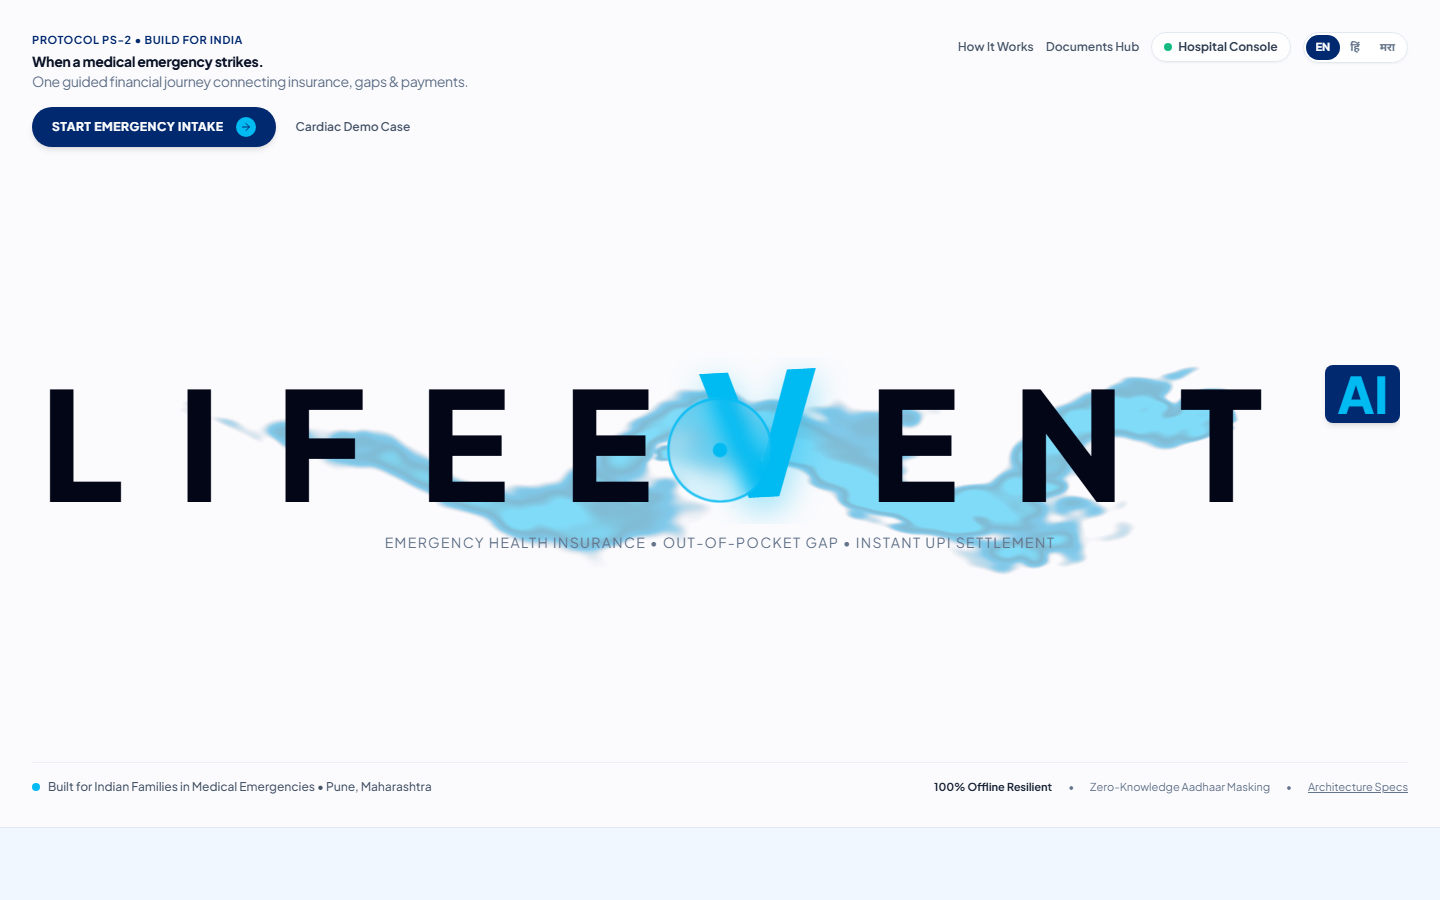 PROTOCOL PS-2 • BUILD FOR INDIA
When a medical emergency strikes.
One guided financial journey connecting insurance, gaps & payments.
START EMERGENCY INTAKE
Cardiac Demo Case
How It Works
Documents Hub
Hospital Console
EN
हिं
मरा
LIFEEVENT
AI
EMERGENCY HEALTH INSURANCE • OUT-OF-POCKET GAP • INSTANT UPI SETTLEMENT
Built for Indian Families in Medical Emergencies • Pune, Maharashtra
100% Offline Resilient • Zero-Knowledge Aadhaar Masking • Architecture Specs